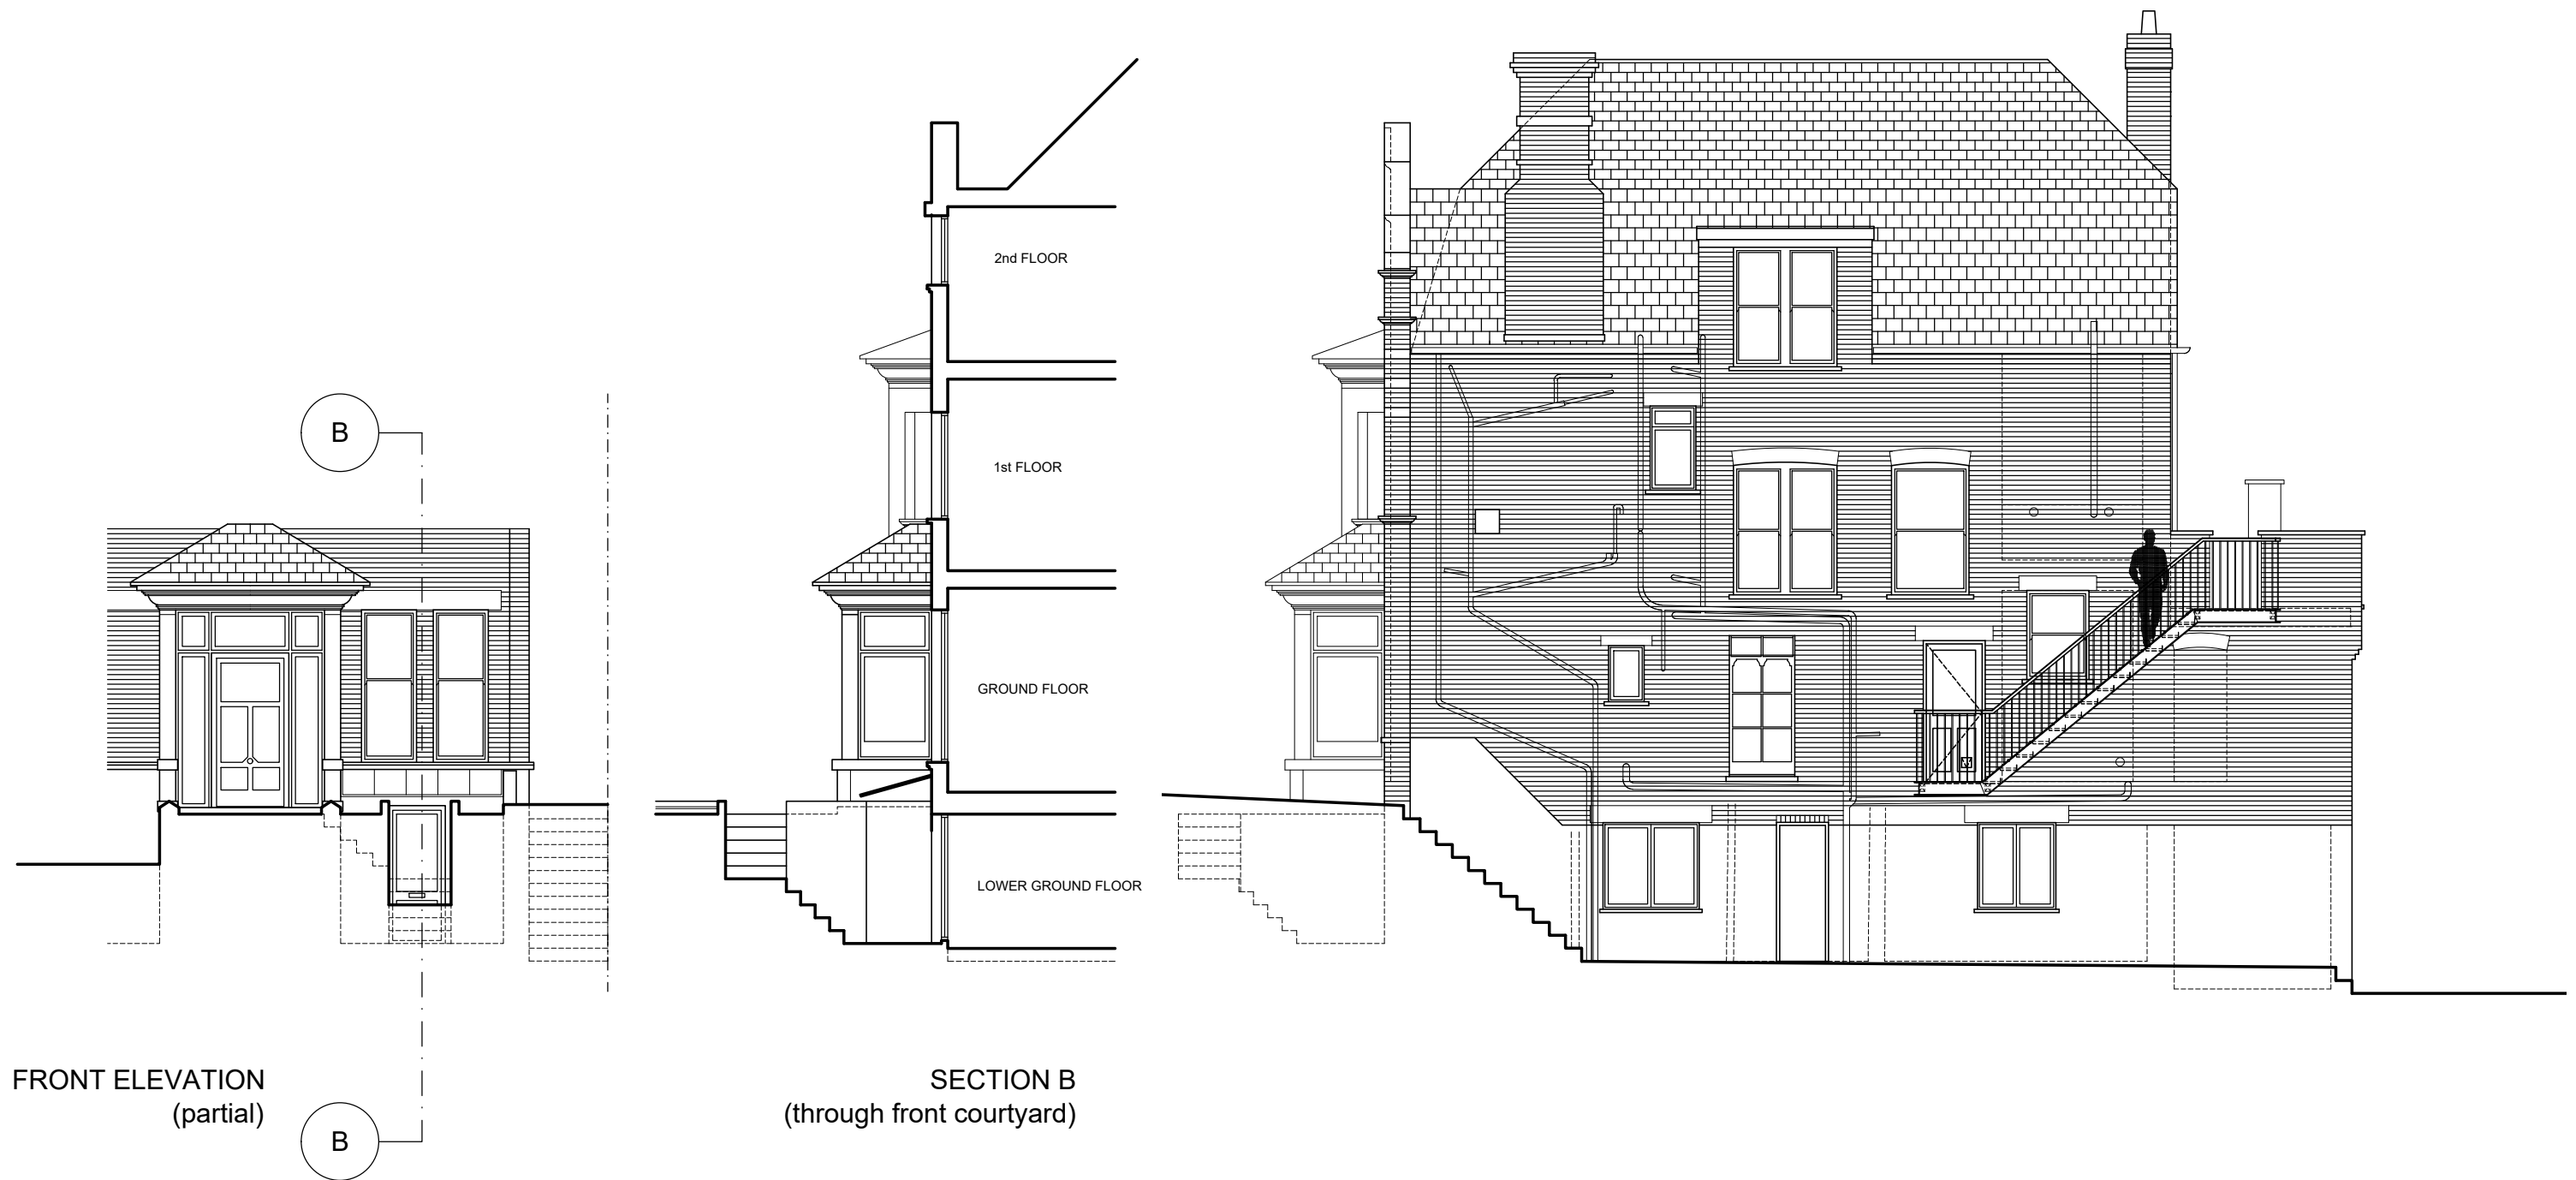 B
2nd FLOOR
1st FLOOR
GROUND FLOOR
LOWER GROUND FLOOR
FRONT ELEVATION
(partial)
B
SECTION B
(through front courtyard)